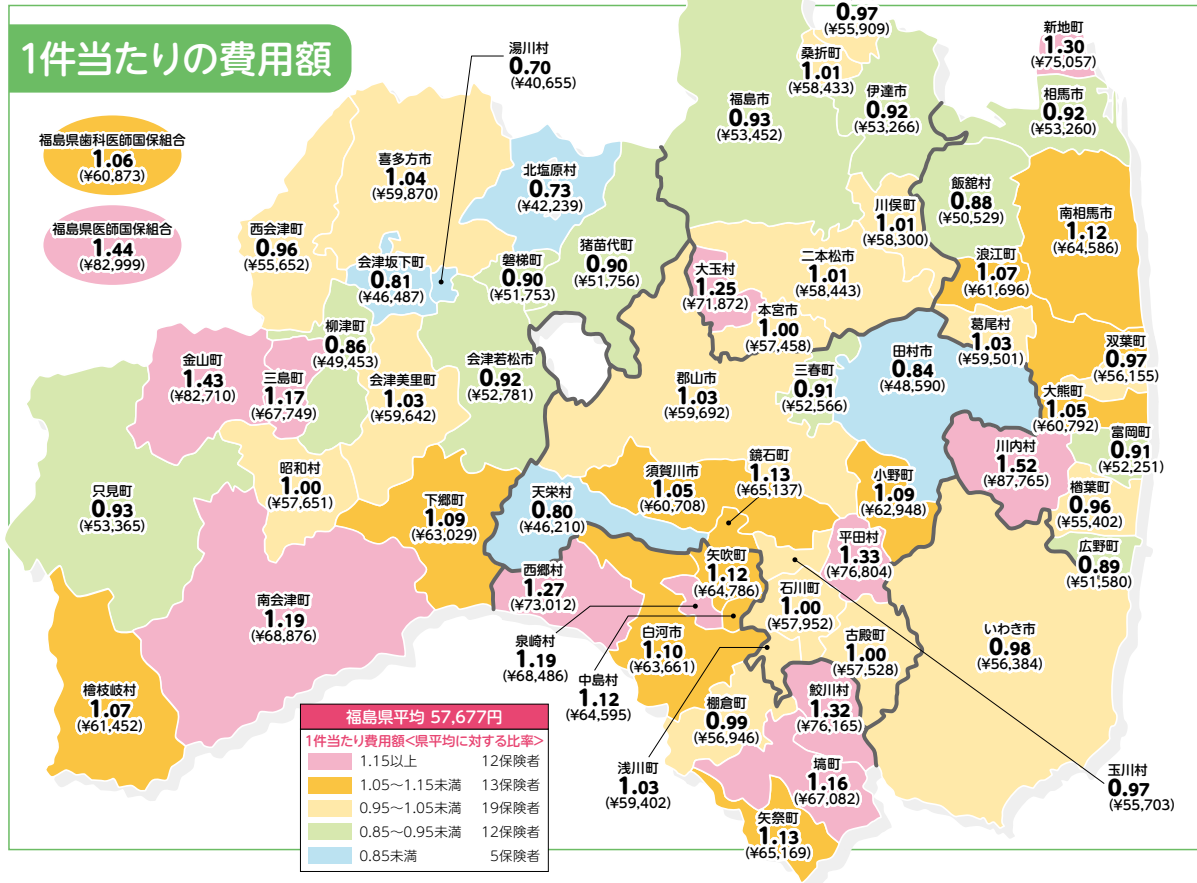 1件当たりの費用額
福島県歯科医師国保組合
1.06
(¥60,873)
福島県医師国保組合
1.44
(¥82,999)
湯川村
0.70
(¥40,655)
0.97
(¥55,909)
桑折町
1.01
(¥58,433)
新地町
1.30
(¥75,057)
福島市
0.93
(¥53,452)
伊達市
0.92
(¥53,266)
相馬市
0.92
(¥53,260)
喜多方市
1.04
(¥59,870)
北塩原村
0.73
(¥42,239)
飯舘村
0.88
(¥50,529)
川俣町
1.01
(¥58,300)
南相馬市
1.12
(¥64,586)
西会津町
0.96
(¥55,652)
会津坂下町
0.81
(¥46,487)
磐梯町
0.90
(¥51,753)
猪苗代町
0.90
(¥51,756)
大玉村
1.25
(¥71,872)
二本松市
1.01
(¥58,443)
浪江町
1.07
(¥61,696)
本宮市
1.00
(¥57,458)
葛尾村
1.03
(¥59,501)
双葉町
0.97
(¥56,155)
柳津町
0.86
(¥49,453)
金山町
1.43
(¥82,710)
三島町
1.17
(¥67,749)
会津美里町
1.03
(¥59,642)
会津若松市
0.92
(¥52,781)
郡山市
1.03
(¥59,692)
三春町
0.91
(¥52,566)
田村市
0.84
(¥48,590)
大熊町
1.05
(¥60,792)
富岡町
0.91
(¥52,251)
川内村
1.52
(¥87,765)
楢葉町
0.96
(¥55,402)
広野町
0.89
(¥51,580)
只見町
0.93
(¥53,365)
昭和村
1.00
(¥57,651)
下郷町
1.09
(¥63,029)
天栄村
0.80
(¥46,210)
須賀川市
1.05
(¥60,708)
鏡石町
1.13
(¥65,137)
小野町
1.09
(¥62,948)
平田村
1.33
(¥76,804)
矢吹町
1.12
(¥64,786)
石川町
1.00
(¥57,952)
西郷村
1.27
(¥73,012)
南会津町
1.19
(¥68,876)
泉崎村
1.19
(¥68,486)
白河市
1.10
(¥63,661)
中島村
1.12
(¥64,595)
古殿町
1.00
(¥57,528)
いわき市
0.98
(¥56,384)
檜枝岐村
1.07
(¥61,452)
棚倉町
0.99
(¥56,946)
鮫川村
1.32
(¥76,165)
浅川町
1.03
(¥59,402)
塙町
1.16
(¥67,082)
玉川村
0.97
(¥55,703)
矢祭町
1.13
(¥65,169)
福島県平均 57,677円
1件当たり費用額<県平均に対する比率>
1.15以上 12保険者
1.05～1.15未満 13保険者
0.95～1.05未満 19保険者
0.85～0.95未満 12保険者
0.85未満 5保険者